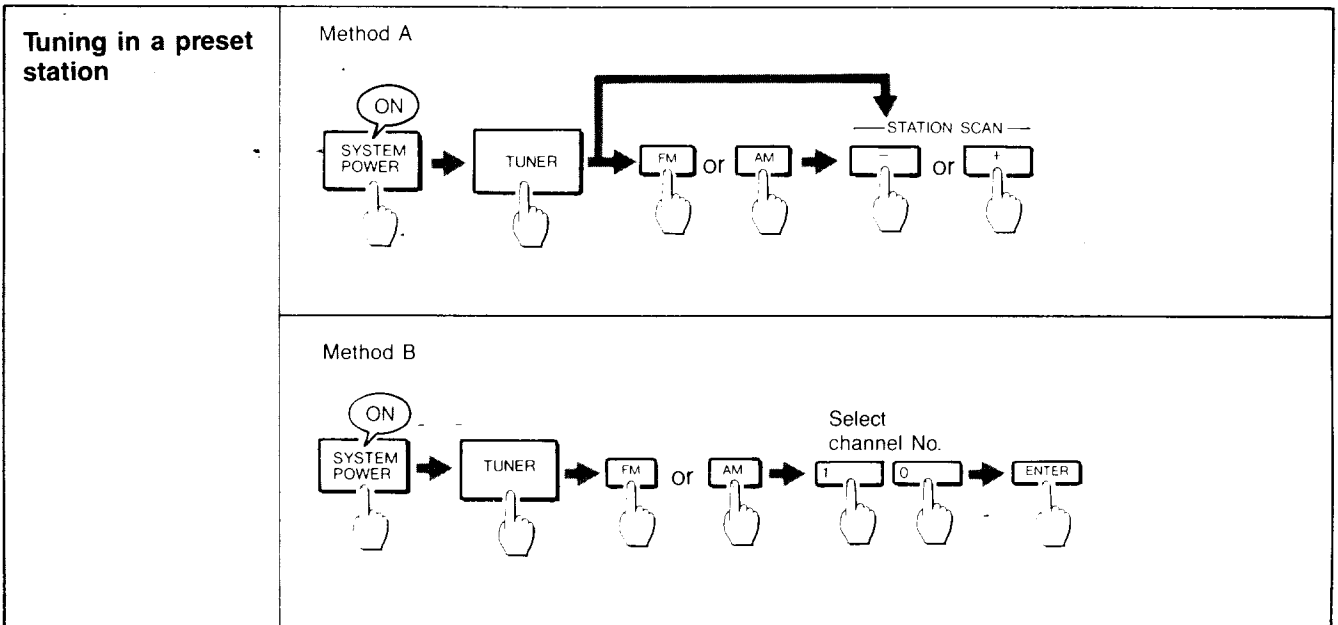 Tuning in a preset
station
Method A
ON
SYSTEM
POWER
TUNER
FM or AM
STATION SCAN
− or +
Method B
ON
SYSTEM
POWER
TUNER
FM or AM
Select
channel No.
1 0
ENTER